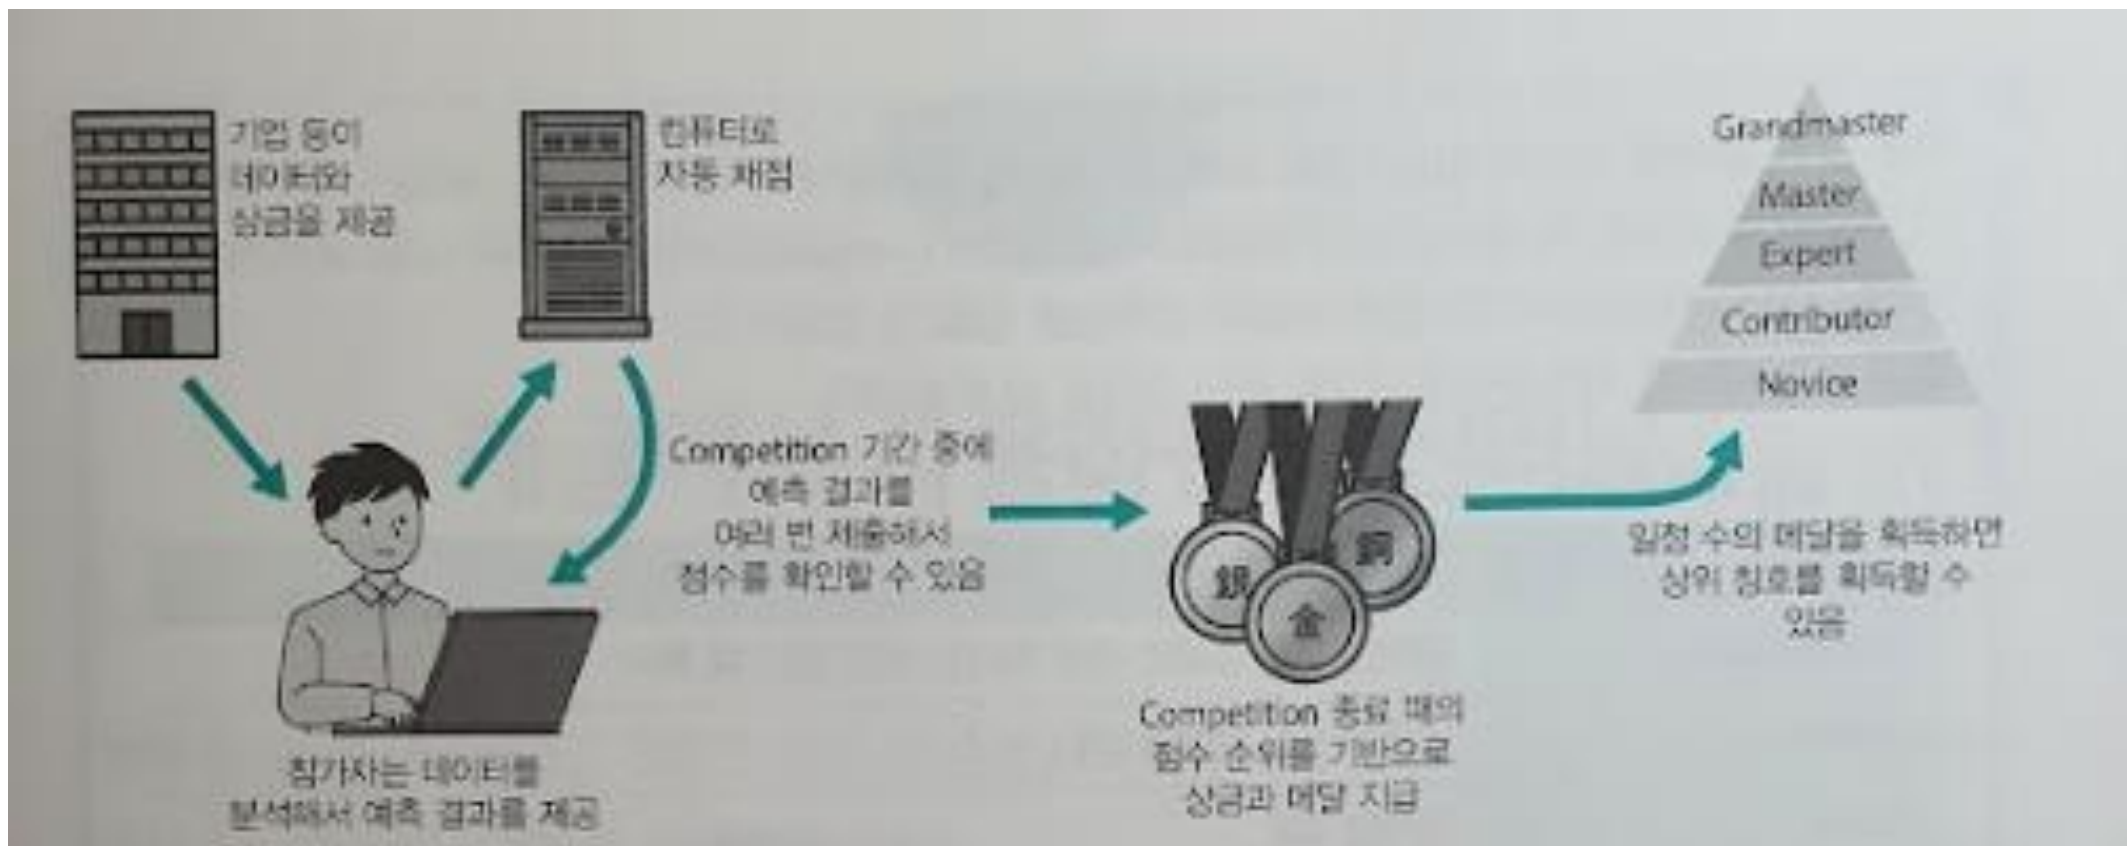 기업 등이
데이터와
상금을 제공
컴퓨터로
자동 채점
Competition 기간 중에
예측 결과를
여러 번 제출해서
점수를 확인할 수 있음
참가자는 데이터를
분석해서 예측 결과를 제공
銀
金
銅
Competition 종료 때의
점수 순위를 기반으로
상금과 메달 지급
Grandmaster
Master
Expert
Contributor
Novice
일정 수의 메달을 획득하면
상위 칭호를 획득할 수
있음